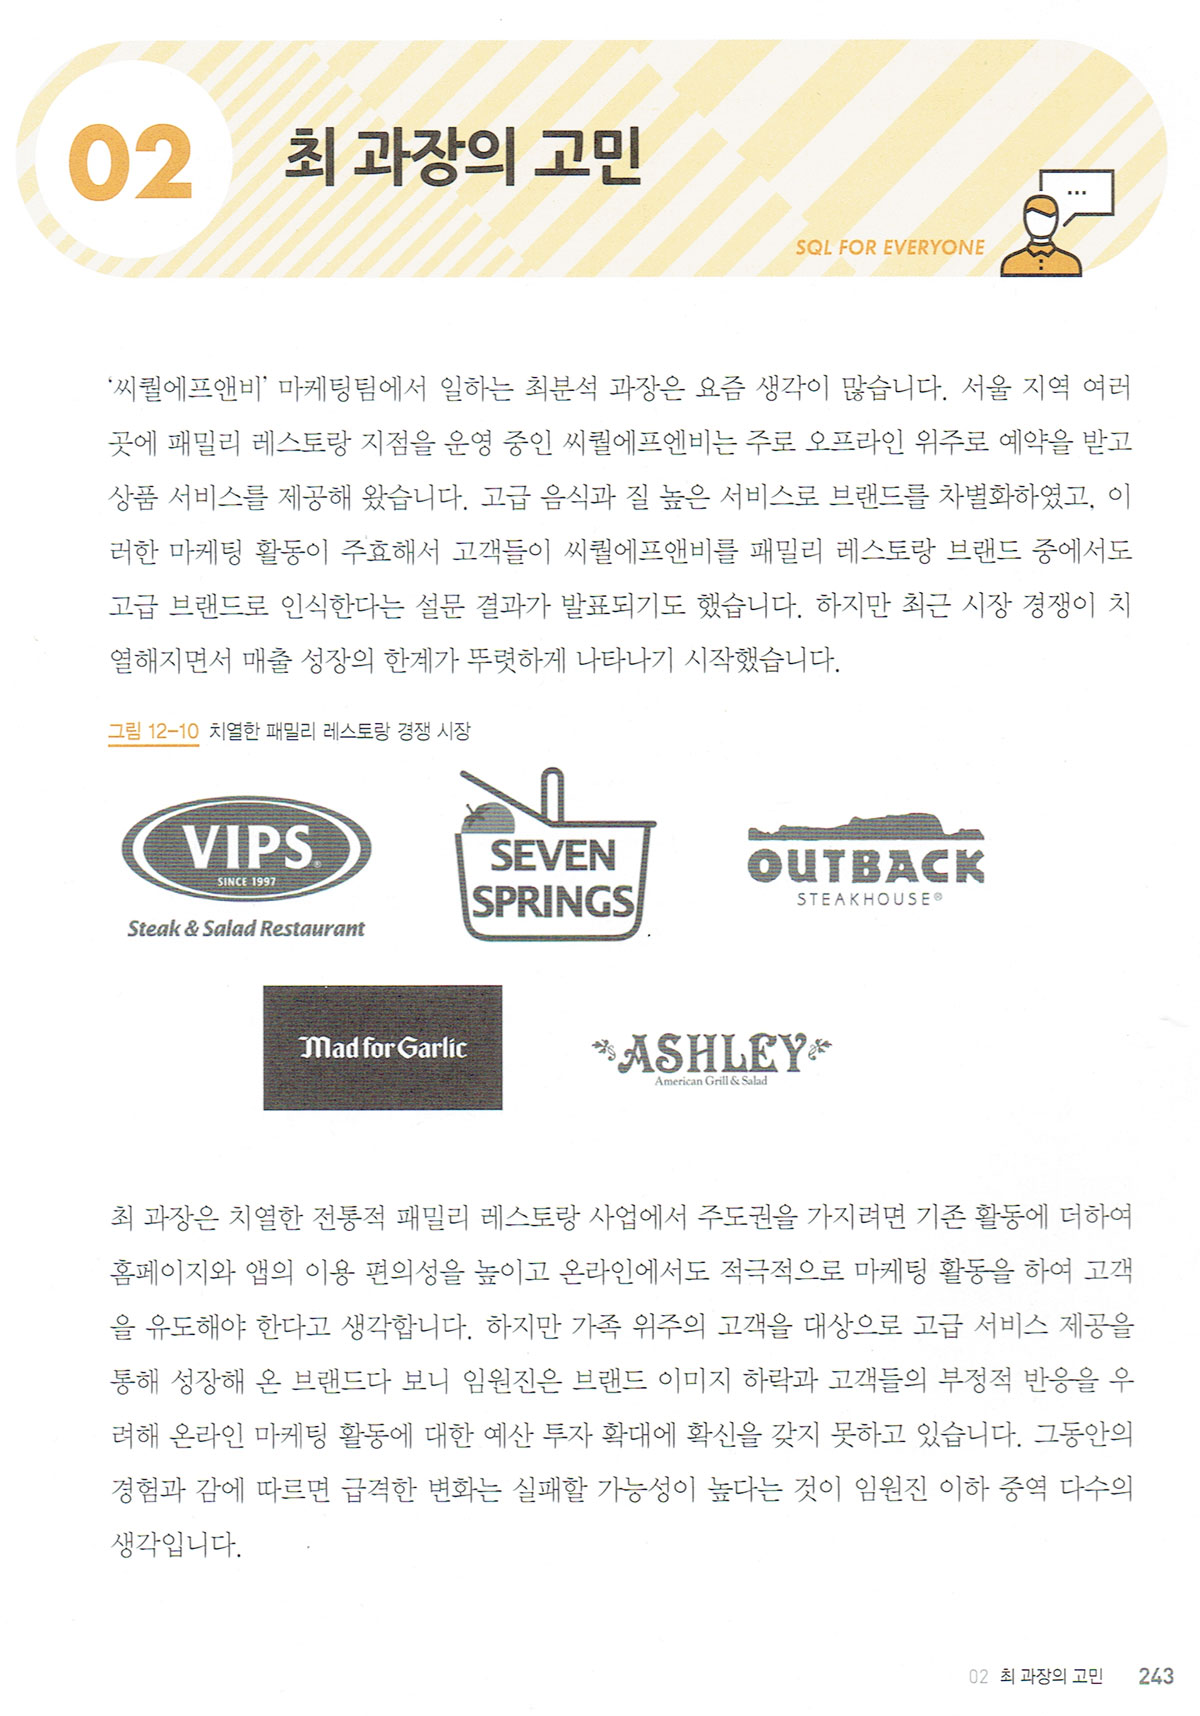 02
최 과장의 고민
...
SQL FOR EVERYONE
‘씨퀄에프앤비’ 마케팅팀에서 일하는 최분석 과장은 요즘 생각이 많습니다. 서울 지역 여러
곳에 패밀리 레스토랑 지점을 운영 중인 씨퀄에프엔비는 주로 오프라인 위주로 예약을 받고
상품 서비스를 제공해 왔습니다. 고급 음식과 질 높은 서비스로 브랜드를 차별화하였고, 이
러한 마케팅 활동이 주효해서 고객들이 씨퀄에프앤비를 패밀리 레스토랑 브랜드 중에서도
고급 브랜드로 인식한다는 설문 결과가 발표되기도 했습니다. 하지만 최근 시장 경쟁이 치
열해지면서 매출 성장의 한계가 뚜렷하게 나타나기 시작했습니다.
그림 12-10 치열한 패밀리 레스토랑 경쟁 시장
VIPS
SINCE 1997
Steak & Salad Restaurant
SEVEN
SPRINGS
OUTBACK
STEAKHOUSE®
Mad for Garlic
ASHLEY
American Grill & Salad
최 과장은 치열한 전통적 패밀리 레스토랑 사업에서 주도권을 가지려면 기존 활동에 더하여
홈페이지와 앱의 이용 편의성을 높이고 온라인에서도 적극적으로 마케팅 활동을 하여 고객
을 유도해야 한다고 생각합니다. 하지만 가족 위주의 고객을 대상으로 고급 서비스 제공을
통해 성장해 온 브랜드다 보니 임원진은 브랜드 이미지 하락과 고객들의 부정적 반응을 우
려해 온라인 마케팅 활동에 대한 예산 투자 확대에 확신을 갖지 못하고 있습니다. 그동안의
경험과 감에 따르면 급격한 변화는 실패할 가능성이 높다는 것이 임원진 이하 중역 다수의
생각입니다.
02 최 과장의 고민 243